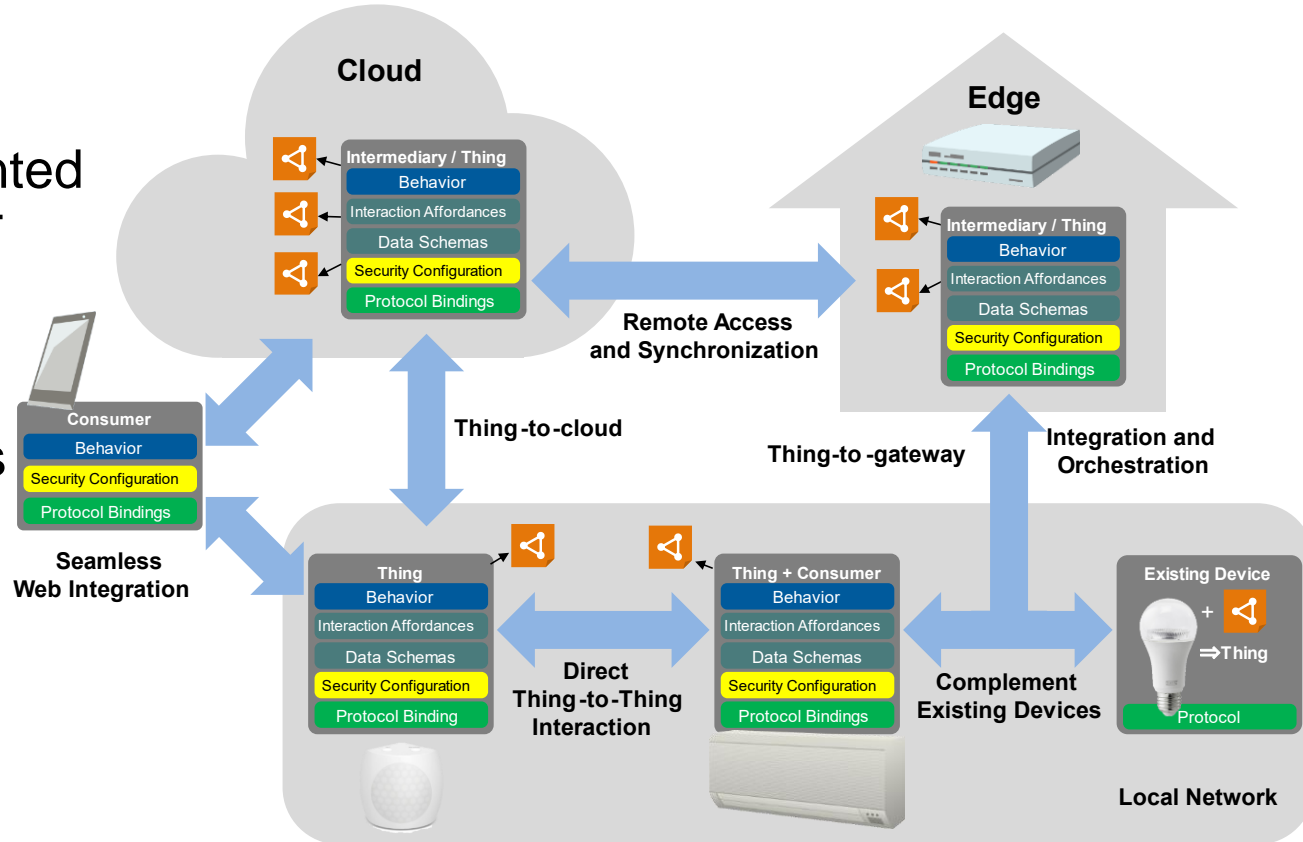 Cloud
Edge
nted
Intermediary / Thing
Behavior
Interaction Affordances
Data Schemas
Security Configuration
Protocol Bindings
Intermediary / Thing
Behavior
Interaction Affordances
Data Schemas
Security Configuration
Protocol Bindings
Remote Access
and Synchronization
Consumer
Behavior
Security Configuration
Protocol Bindings
s
Seamless
Web Integration
Thing-to-cloud
Thing-to -gateway
Integration and
Orchestration
Thing
Behavior
Interaction Affordances
Data Schemas
Security Configuration
Protocol Binding
Direct
Thing-to-Thing
Interaction
Thing + Consumer
Behavior
Interaction Affordances
Data Schemas
Security Configuration
Protocol Bindings
Complement
Existing Devices
Existing Device
+
⇒Thing
Protocol
Local Network